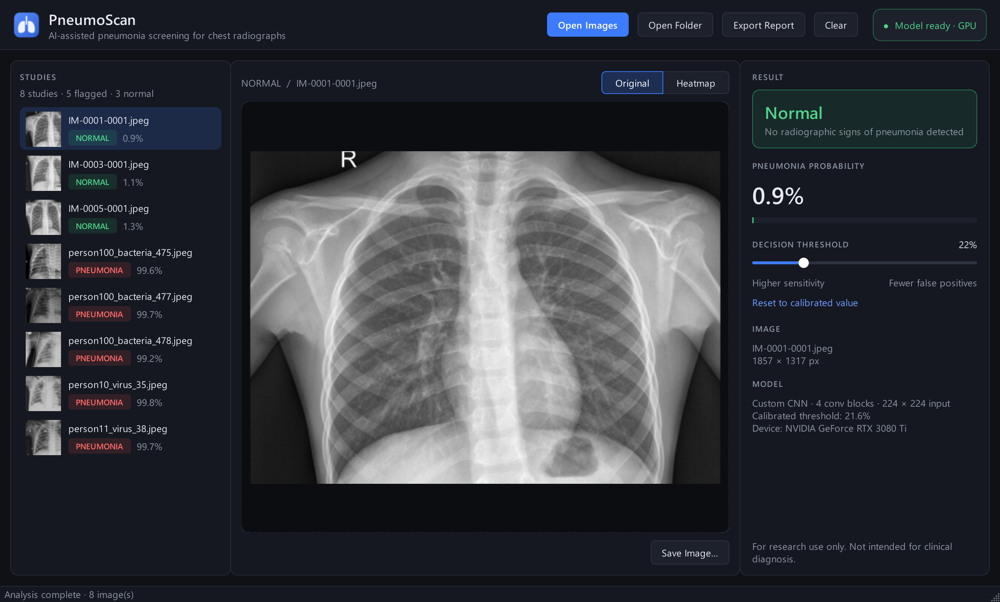 PneumoScan
AI-assisted pneumonia screening for chest radiographs
Open Images
Open Folder
Export Report
Clear
● Model ready · GPU
STUDIES
8 studies · 5 flagged · 3 normal
IM-0001-0001.jpeg
NORMAL 0.9%
IM-0003-0001.jpeg
NORMAL 1.1%
IM-0005-0001.jpeg
NORMAL 1.3%
person100_bacteria_475.jpeg
PNEUMONIA 99.6%
person100_bacteria_477.jpeg
PNEUMONIA 99.7%
person100_bacteria_478.jpeg
PNEUMONIA 99.2%
person10_virus_35.jpeg
PNEUMONIA 99.8%
person11_virus_38.jpeg
PNEUMONIA 99.7%
NORMAL / IM-0001-0001.jpeg
Original
Heatmap
R
Save Image...
RESULT
Normal
No radiographic signs of pneumonia detected
PNEUMONIA PROBABILITY
0.9%
DECISION THRESHOLD 22%
Higher sensitivity Fewer false positives
Reset to calibrated value
IMAGE
IM-0001-0001.jpeg
1857 × 1317 px
MODEL
Custom CNN · 4 conv blocks · 224 × 224 input
Calibrated threshold: 21.6%
Device: NVIDIA GeForce RTX 3080 Ti
For research use only. Not intended for clinical
diagnosis.
Analysis complete · 8 image(s)